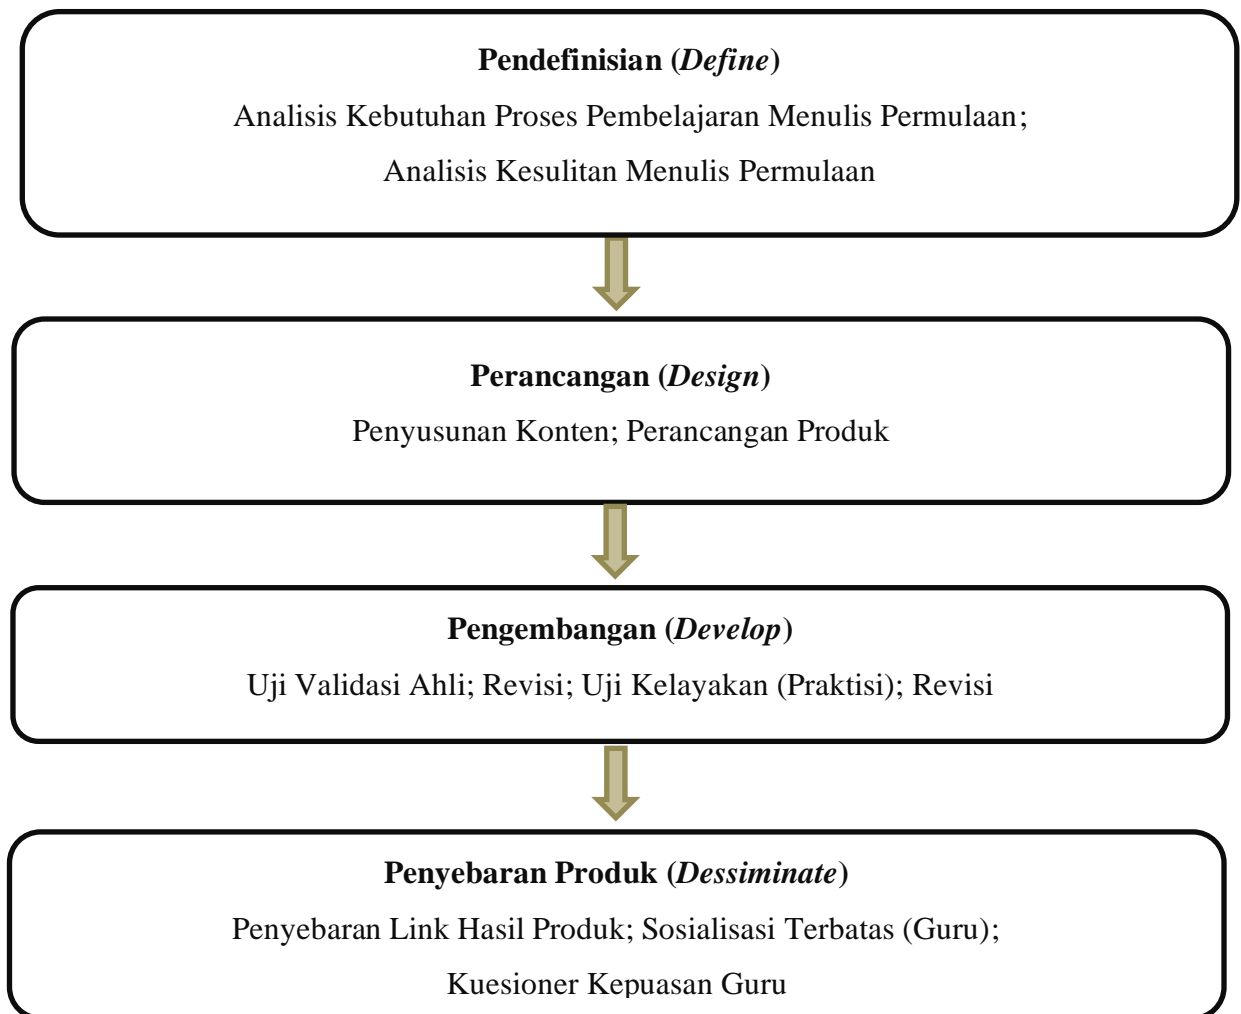 Pendefinisian (Define)
Analisis Kebutuhan Proses Pembelajaran Menulis Permulaan;
Analisis Kesulitan Menulis Permulaan
Perancangan (Design)
Penyusunan Konten; Perancangan Produk
Pengembangan (Develop)
Uji Validasi Ahli; Revisi; Uji Kelayakan (Praktisi); Revisi
Penyebaran Produk (Dessiminate)
Penyebaran Link Hasil Produk; Sosialisasi Terbatas (Guru);
Kuesioner Kepuasan Guru